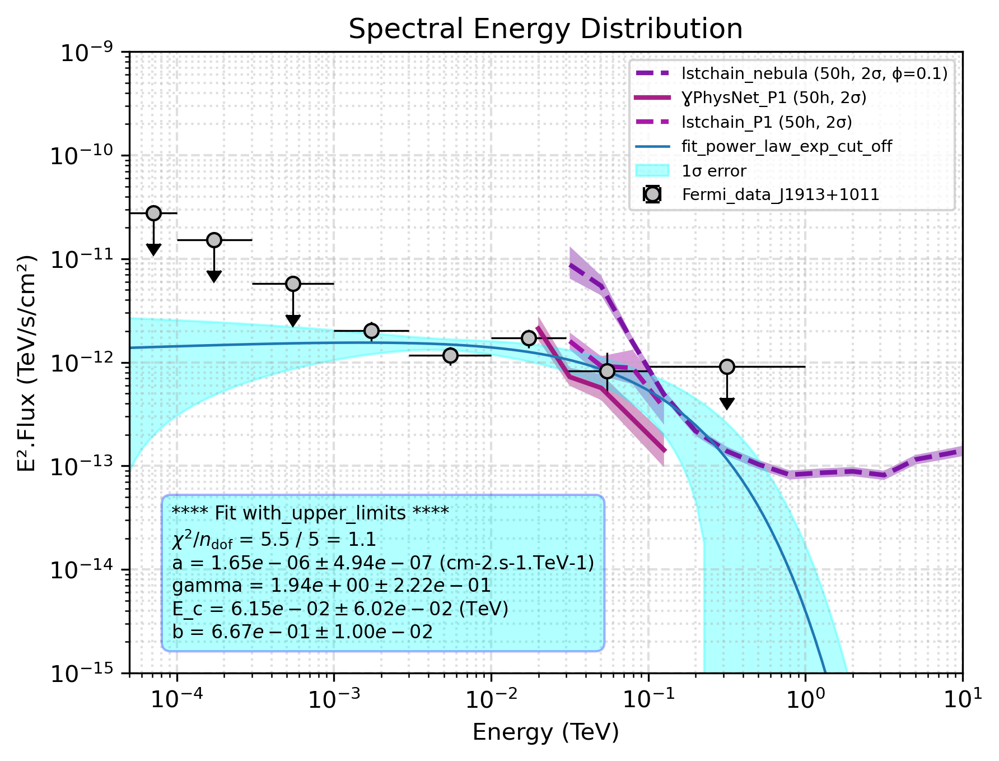 Spectral Energy Distribution
10⁻⁹
10⁻¹⁰
10⁻¹¹
10⁻¹²
10⁻¹³
10⁻¹⁴
10⁻¹⁵
E².Flux (TeV/s/cm²)
lstchain_nebula (50h, 2σ, ϕ=0.1)
ƔPhysNet_P1 (50h, 2σ)
lstchain_P1 (50h, 2σ)
fit_power_law_exp_cut_off
1σ error
Fermi_data_J1913+1011
**** Fit with_upper_limits ****
χ²/n_dof = 5.5 / 5 = 1.1
a = 1.65e − 06 ± 4.94e − 07 (cm-2.s-1.TeV-1)
gamma = 1.94e + 00 ± 2.22e − 01
E_c = 6.15e − 02 ± 6.02e − 02 (TeV)
b = 6.67e − 01 ± 1.00e − 02
10⁻⁴ 10⁻³ 10⁻² 10⁻¹ 10⁰ 10¹
Energy (TeV)